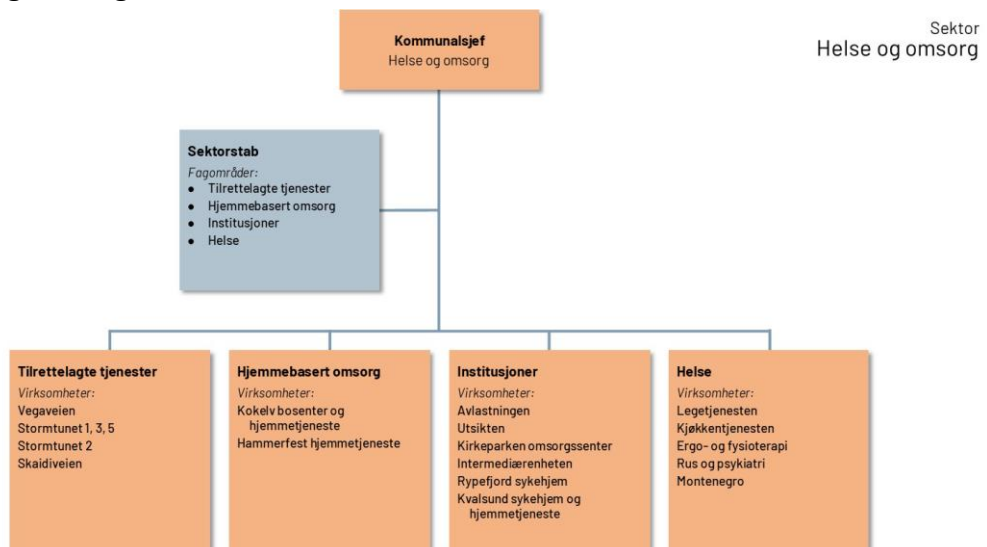 Sektor
Helse og omsorg
Kommunalsjef
Helse og omsorg
Sektorstab
Fagområder:
● Tilrettelagte tjenester
● Hjemmebasert omsorg
● Institusjoner
● Helse
Tilrettelagte tjenester
Virksomheter:
Vegaveien
Stormtunet 1, 3, 5
Stormtunet 2
Skaidiveien
Hjemmebasert omsorg
Virksomheter:
Kokelv bosenter og
hjemmetjeneste
Hammerfest hjemmetjeneste
Institusjoner
Virksomheter:
Avlastningen
Utsikten
Kirkeparken omsorgssenter
Intermediærenheten
Rypefjord sykehjem
Kvalsund sykehjem og
hjemmetjeneste
Helse
Virksomheter:
Legetjenesten
Kjøkkentjenesten
Ergo- og fysioterapi
Rus og psykiatri
Montenegro